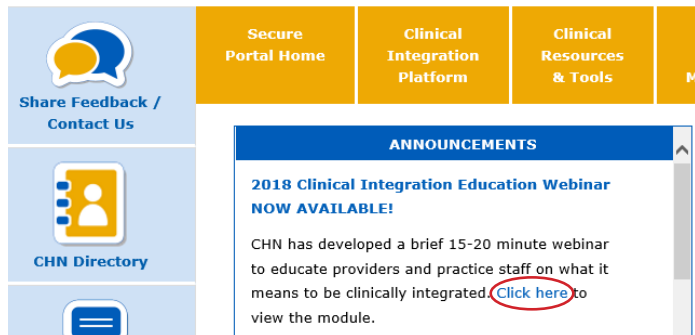 Share Feedback /
Contact Us
CHN Directory
Secure
Portal Home
Clinical
Integration
Platform
Clinical
Resources
& Tools
M
ANNOUNCEMENTS
2018 Clinical Integration Education Webinar
NOW AVAILABLE!
CHN has developed a brief 15-20 minute webinar
to educate providers and practice staff on what it
means to be clinically integrated. Click here to
view the module.